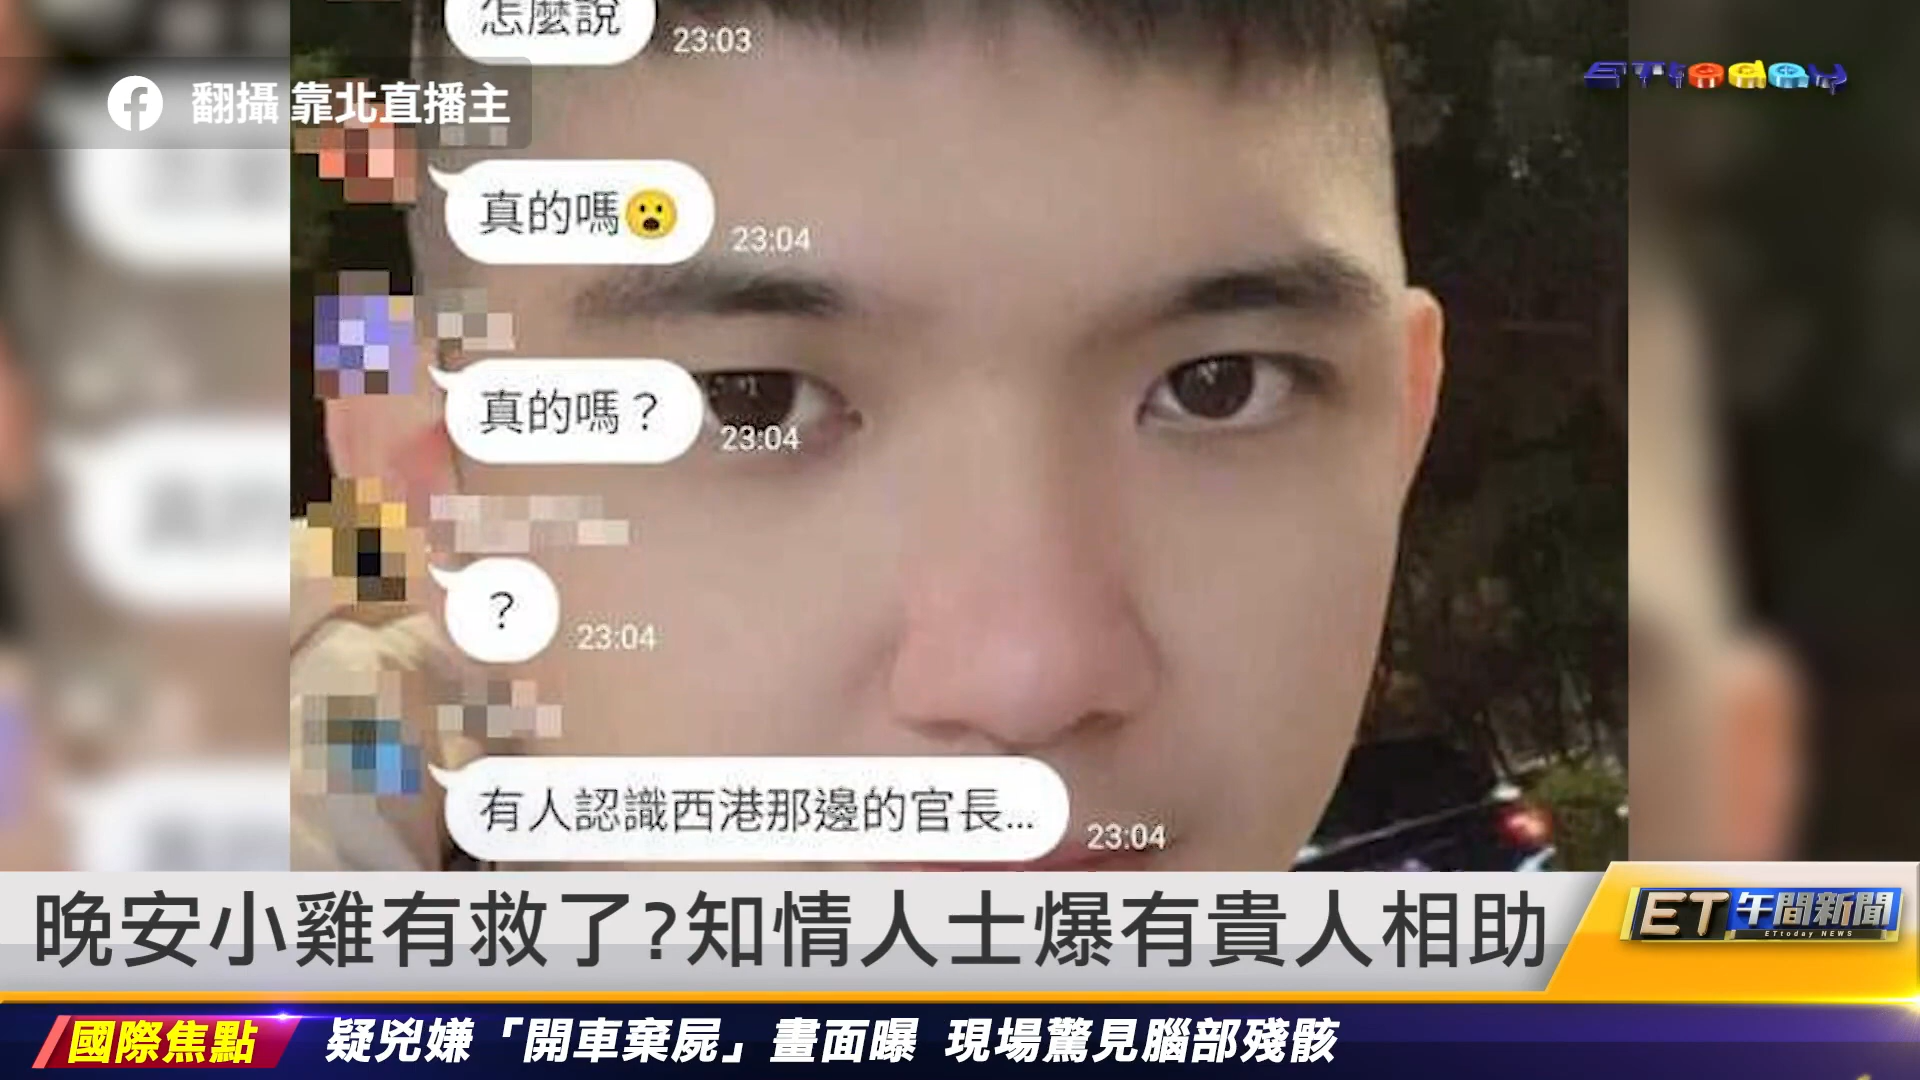 怎麼說
23:03
翻攝 靠北直播主
ETtoday
真的嗎😮
23:04
真的嗎？
23:04
？
23:04
有人認識西港那邊的官長...
23:04
晚安小雞有救了?知情人士爆有貴人相助
ET午間新聞
ETtoday NEWS
國際焦點
疑兇嫌「開車棄屍」畫面曝 現場驚見腦部殘骸